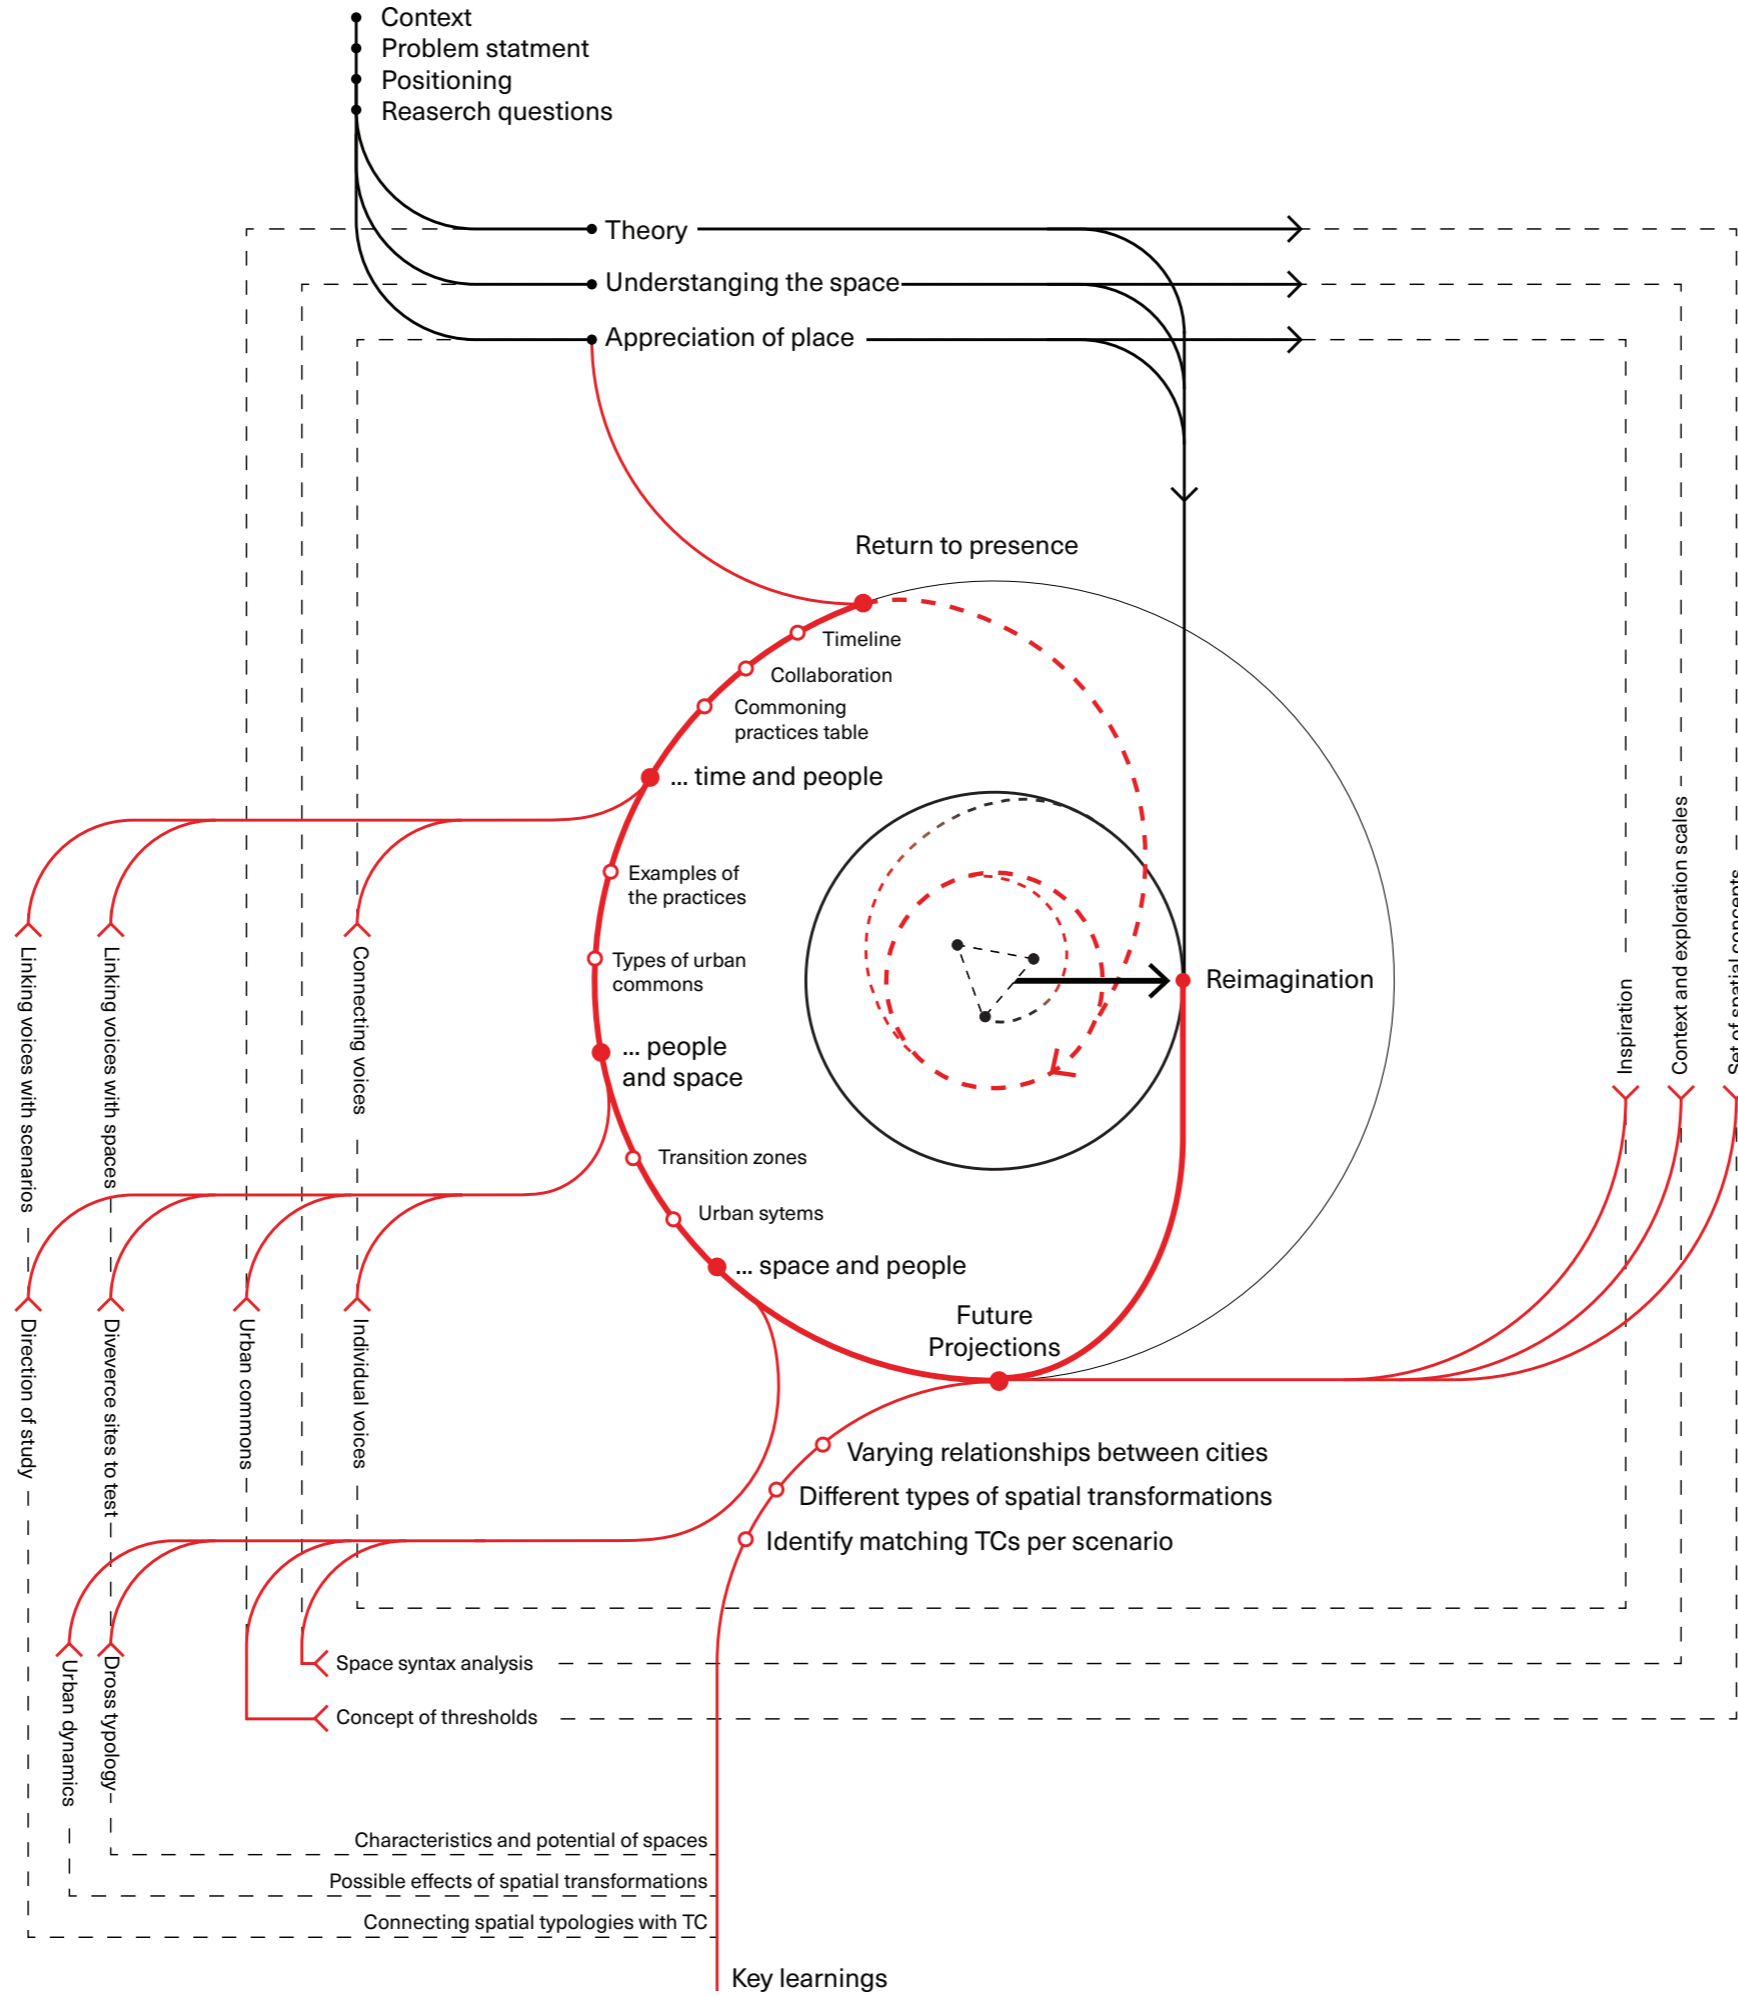 Context
Problem statment
Positioning
Reaserch questions
Theory
Understanging the space
Appreciation of place
Return to presence
Timeline
Collaboration
Commoning
practices table
... time and people
Examples of
the practices
Types of urban
commons
... people
and space
Transition zones
Urban sytems
... space and people
Reimagination
Future
Projections
Linking voices with scenarios
Linking voices with spaces
Connecting voices
Inspiration
Context and exploration scales
Set of spatial concepts
Direction of study
Diveverce sites to test
Urban commons
Individual voices
Varying relationships between cities
Different types of spatial transformations
Identify matching TCs per scenario
Space syntax analysis
Concept of thresholds
Urban dynamics
Dross typology
Characteristics and potential of spaces
Possible effects of spatial transformations
Connecting spatial typologies with TC
Key learnings